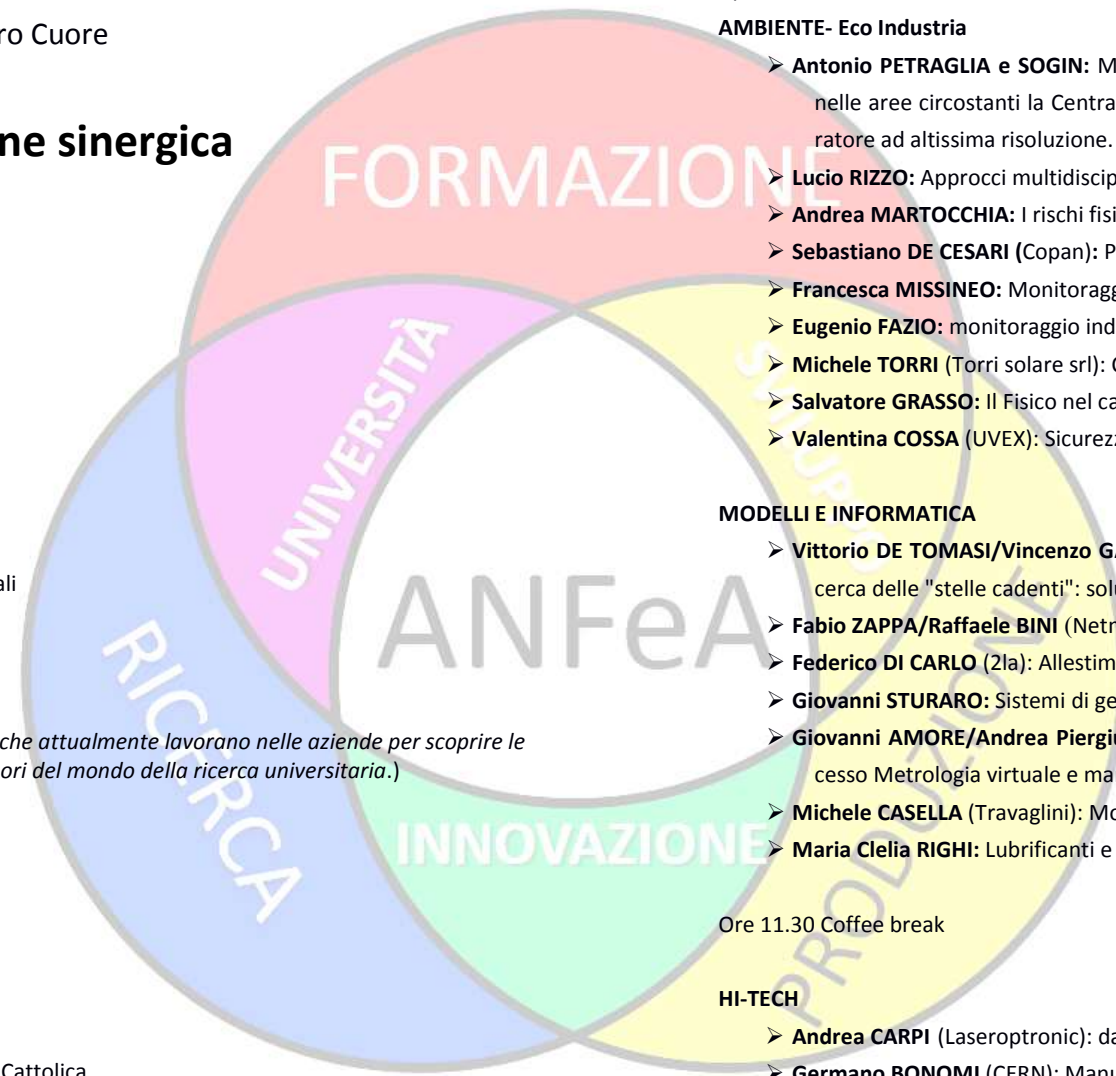 ro Cuore
ne sinergica
ali
che attualmente lavorano nelle aziende per scoprire le
ori del mondo della ricerca universitaria.)
Cattolica
FORMAZIONE
UNIVERSITÀ
SVILUPPO
ANFeA
RICERCA
INNOVAZIONE
PRODUZIONE
AMBIENTE- Eco Industria
➢ Antonio PETRAGLIA e SOGIN: M
nelle aree circostanti la Centra
ratore ad altissima risoluzione.
➢ Lucio RIZZO: Approcci multidiscip
➢ Andrea MARTOCCHIA: I rischi fisi
➢ Sebastiano DE CESARI (Copan): P
➢ Francesca MISSINEO: Monitoragg
➢ Eugenio FAZIO: monitoraggio ind
➢ Michele TORRI (Torri solare srl): C
➢ Salvatore GRASSO: Il Fisico nel ca
➢ Valentina COSSA (UVEX): Sicurezz
MODELLI E INFORMATICA
➢ Vittorio DE TOMASI/Vincenzo GA
cerca delle "stelle cadenti": solu
➢ Fabio ZAPPA/Raffaele BINI (Netr
➢ Federico DI CARLO (2la): Allestim
➢ Giovanni STURARO: Sistemi di ge
➢ Giovanni AMORE/Andrea Piergiu
cesso Metrologia virtuale e ma
➢ Michele CASELLA (Travaglini): Mo
➢ Maria Clelia RIGHI: Lubrificanti e
Ore 11.30 Coffee break
HI-TECH
➢ Andrea CARPI (Laseroptronic): da
➢ Germano BONOMI (CERN): Manu